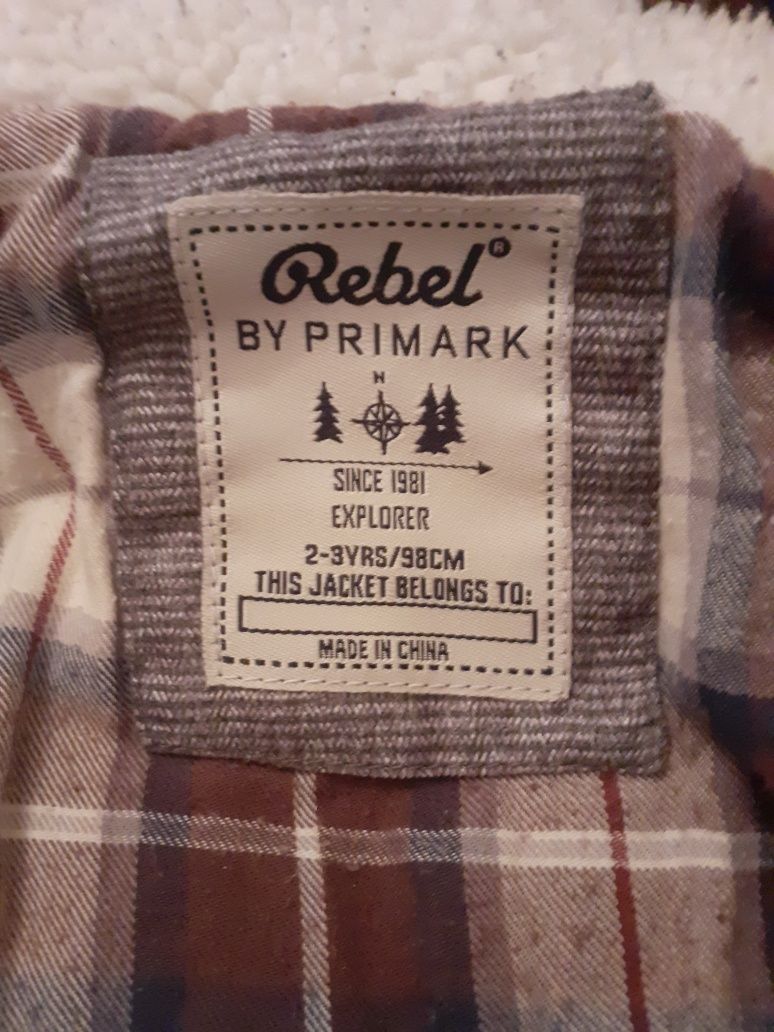 Rebel®
BY PRIMARK
N
SINCE 1981
EXPLORER
2-3YRS/98CM
THIS JACKET BELONGS TO:
MADE IN CHINA